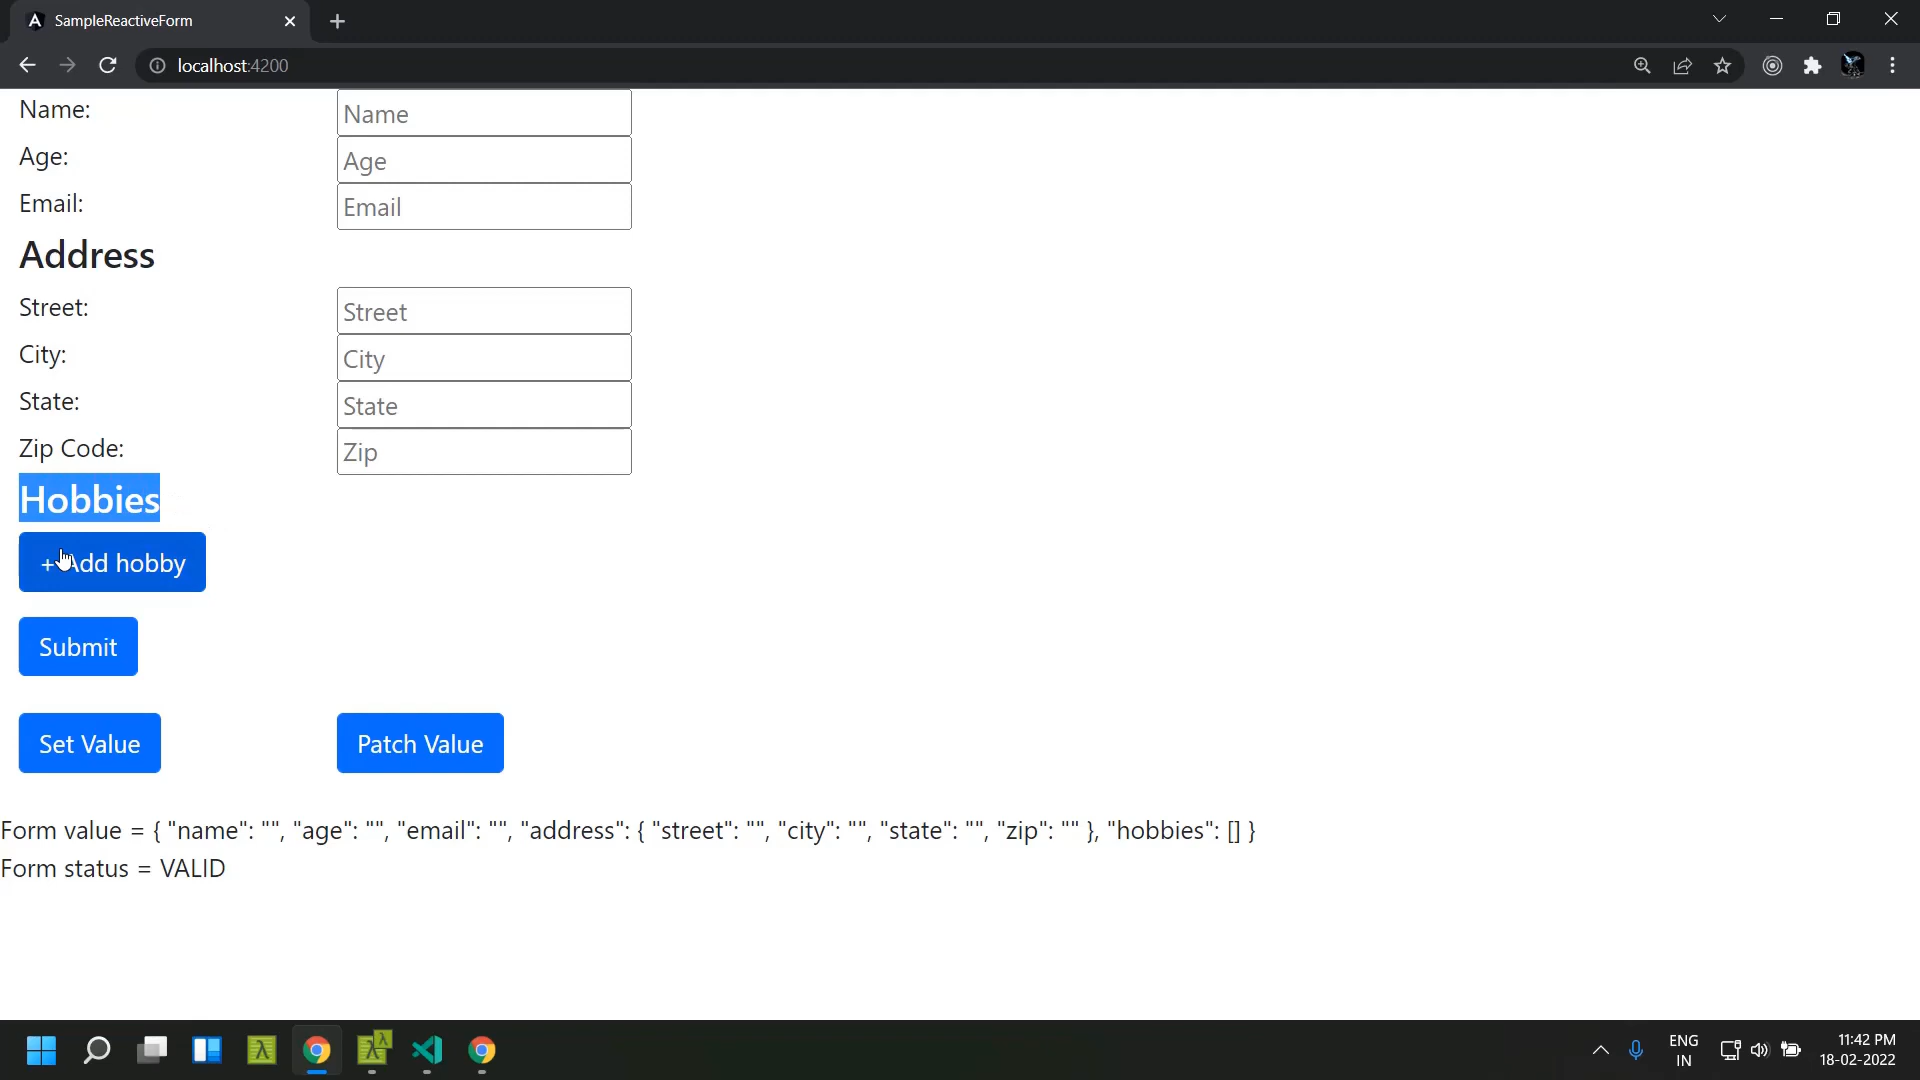 SampleReactiveForm
localhost:4200
Name: Name
Age: Age
Email: Email
Address
Street: Street
City: City
State: State
Zip Code: Zip
Hobbies
+ Add hobby
Submit
Set Value Patch Value
Form value = { "name": "", "age": "", "email": "", "address": { "street": "", "city": "", "state": "", "zip": "" }, "hobbies": [] }
Form status = VALID
ENG 11:42 PM
IN 18-02-2022